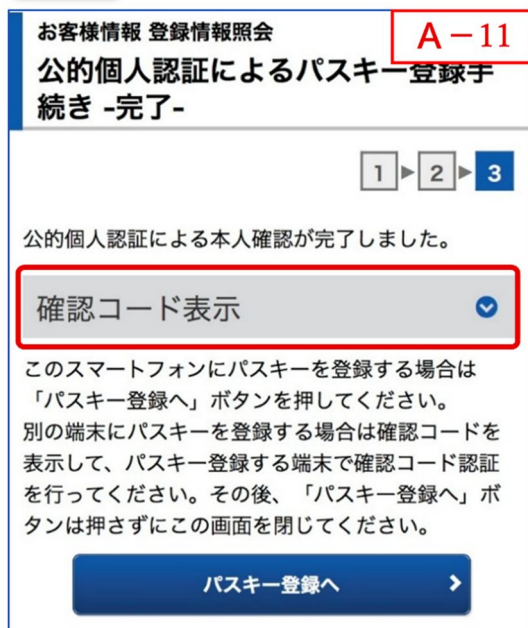 お客様情報 登録情報照会
A－11
公的個人認証によるパスキー登録手
続き -完了-
1 2 3
公的個人認証による本人確認が完了しました。
確認コード表示
このスマートフォンにパスキーを登録する場合は
「パスキー登録へ」ボタンを押してください。
別の端末にパスキーを登録する場合は確認コードを
表示して、パスキー登録する端末で確認コード認証
を行ってください。その後、「パスキー登録へ」ボ
タンは押さずにこの画面を閉じてください。
パスキー登録へ